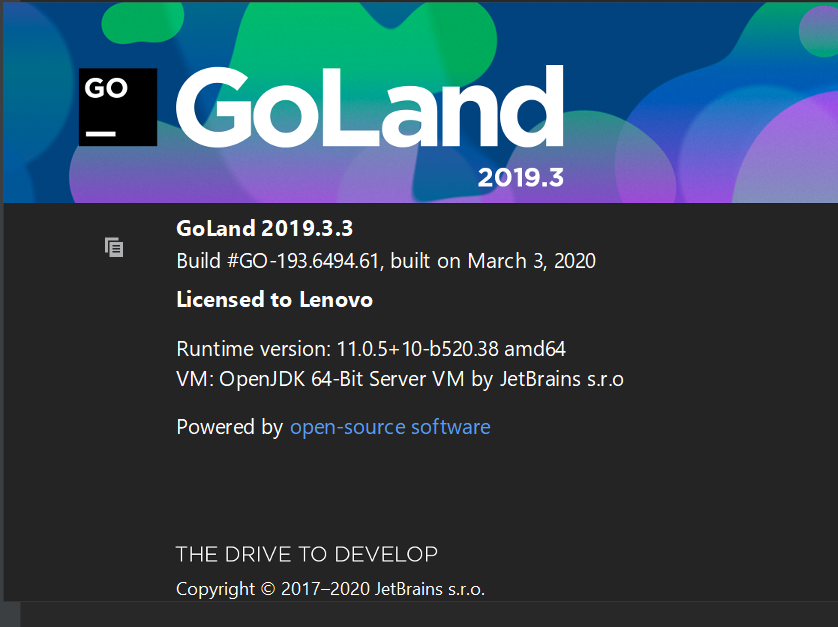 GO
GoLand
2019.3
GoLand 2019.3.3
Build #GO-193.6494.61, built on March 3, 2020
Licensed to Lenovo
Runtime version: 11.0.5+10-b520.38 amd64
VM: OpenJDK 64-Bit Server VM by JetBrains s.r.o
Powered by open-source software
THE DRIVE TO DEVELOP
Copyright © 2017–2020 JetBrains s.r.o.